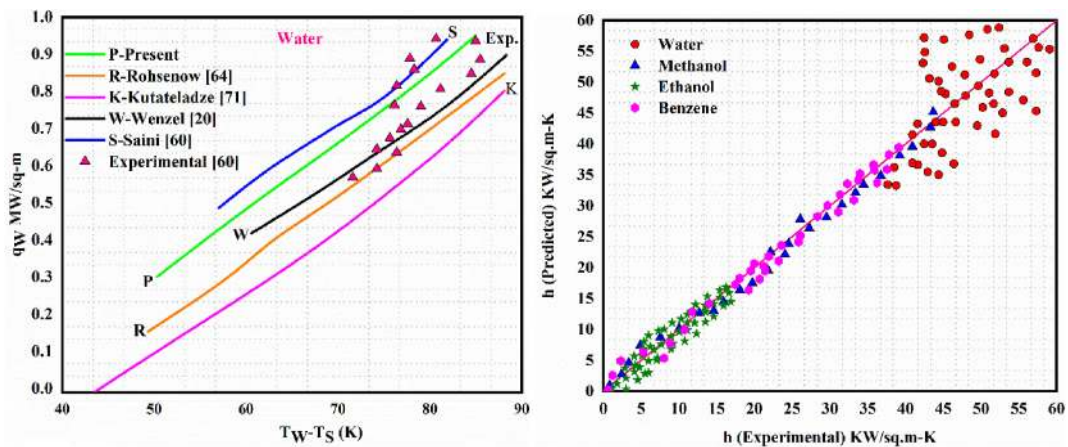 1.0
0.9
0.8
0.7
0.6
0.5
0.4
0.3
0.2
0.1
0.0
q_W MW/sq-m
Water
P-Present
R-Rohsenow [64]
K-Kutateladze [71]
W-Wenzel [20]
S-Saini [60]
Experimental [60]
S
Exp.
K
W
P
R
40 50 60 70 80 90
T_W-T_S (K)
60
55
50
45
40
35
30
25
20
15
10
5
0
h (Predicted) KW/sq.m-K
Water
Methanol
Ethanol
Benzene
0 5 10 15 20 25 30 35 40 45 50 55 60
h (Experimental) KW/sq.m-K